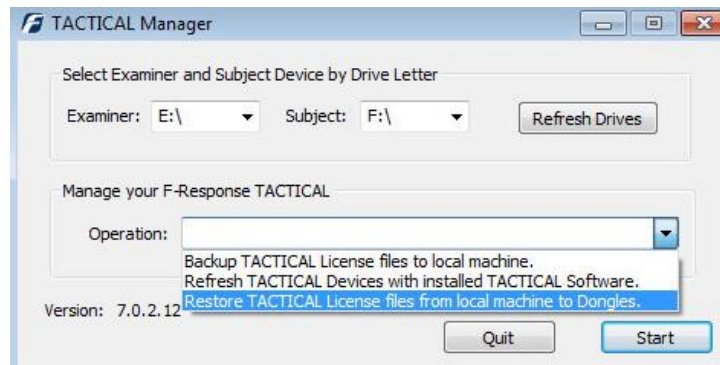 TACTICAL Manager
Select Examiner and Subject Device by Drive Letter
Examiner: E:\ Subject: F:\ Refresh Drives
Manage your F-Response TACTICAL
Operation:
Backup TACTICAL License files to local machine.
Refresh TACTICAL Devices with installed TACTICAL Software.
Restore TACTICAL License files from local machine to Dongles.
Version: 7.0.2.12
Quit Start